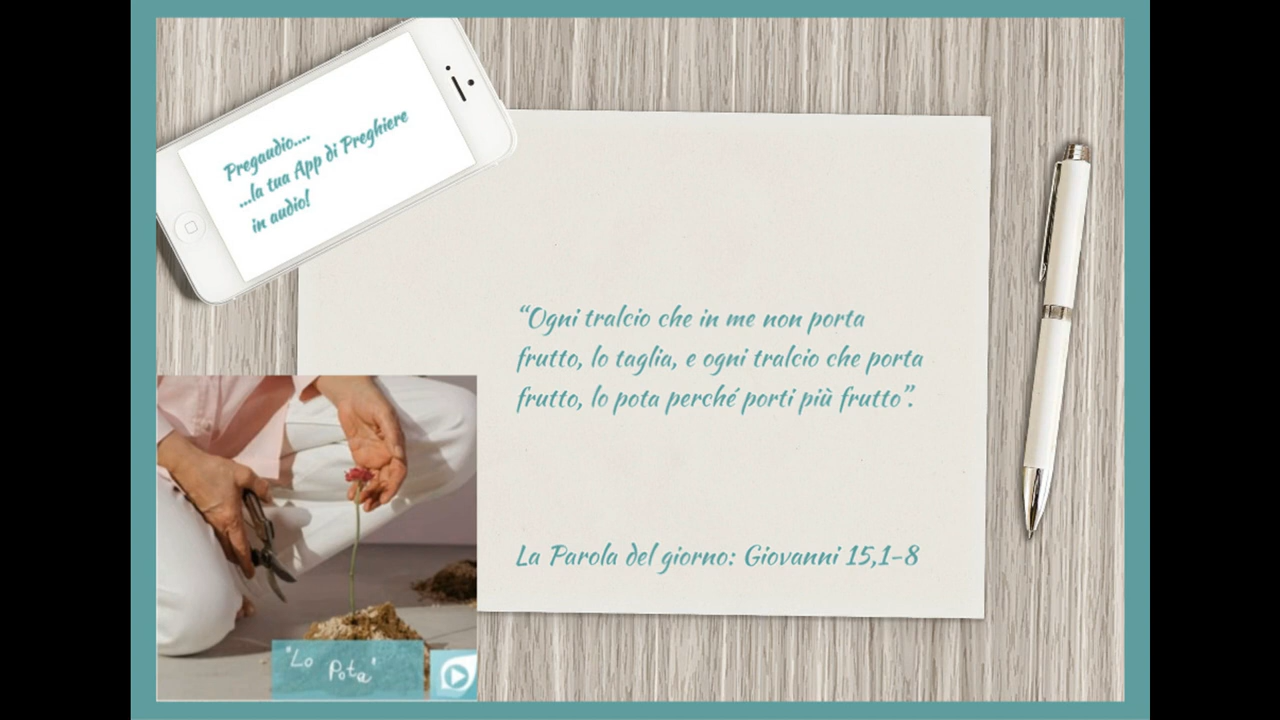 Pregaudio....
...la tua App di Preghiere
in audio!
“Ogni tralcio che in me non porta
frutto, lo taglia, e ogni tralcio che porta
frutto, lo pota perché porti più frutto”.
La Parola del giorno: Giovanni 15,1-8
"Lo
Pota"